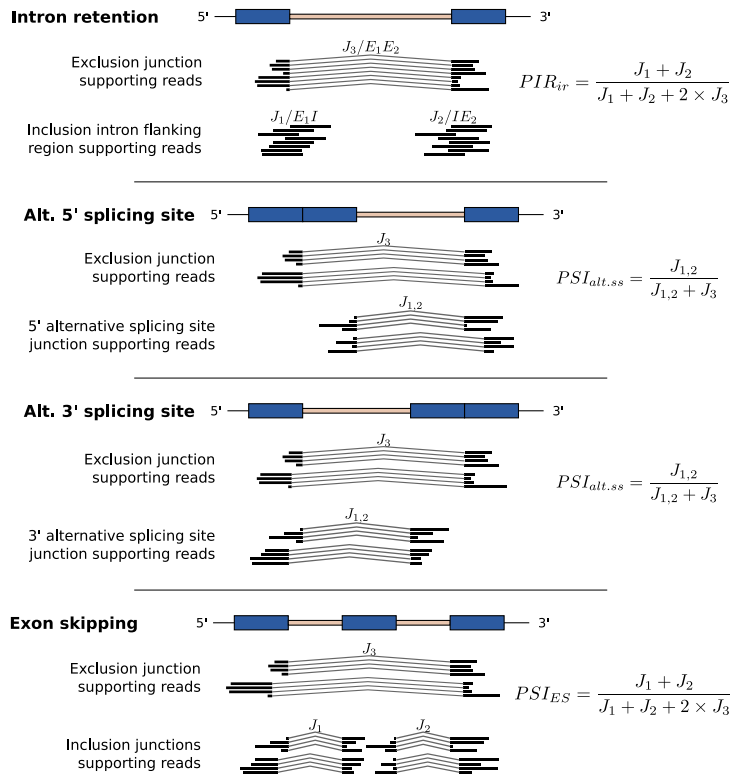 Intron retention 5' 3'
J₃/E₁E₂
Exclusion junction
supporting reads
PIR_ir = (J₁ + J₂) / (J₁ + J₂ + 2 × J₃)
J₁/E₁I J₂/IE₂
Inclusion intron flanking
region supporting reads
Alt. 5' splicing site 5' 3'
J₃
Exclusion junction
supporting reads
PSI_alt.ss = J₁,₂ / (J₁,₂ + J₃)
J₁,₂
5' alternative splicing site
junction supporting reads
Alt. 3' splicing site 5' 3'
J₃
Exclusion junction
supporting reads
PSI_alt.ss = J₁,₂ / (J₁,₂ + J₃)
J₁,₂
3' alternative splicing site
junction supporting reads
Exon skipping 5' 3'
J₃
Exclusion junction
supporting reads
PSI_ES = (J₁ + J₂) / (J₁ + J₂ + 2 × J₃)
J₁ J₂
Inclusion junctions
supporting reads